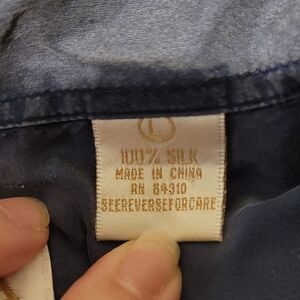 L
100% SILK
MADE IN CHINA
RN 84310
SEEREVERSEFORCARE